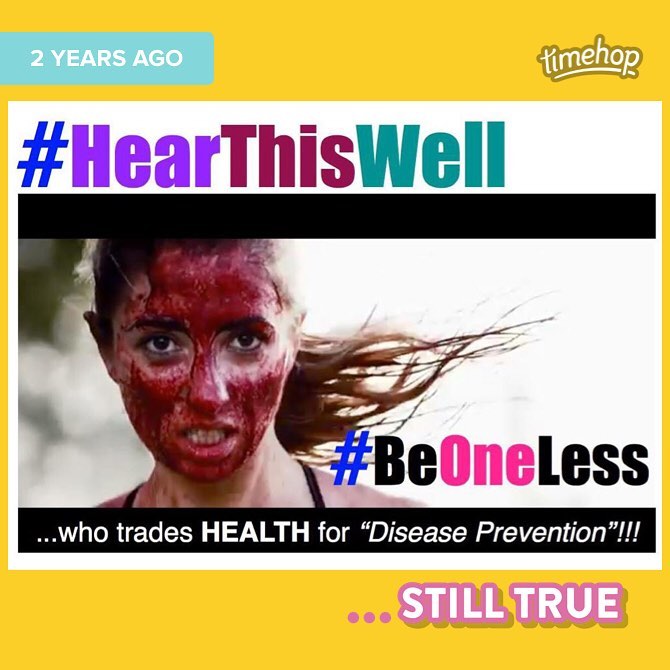 2 YEARS AGO
timehop
#HearThisWell
#BeOneLess
...who trades HEALTH for “Disease Prevention”!!!
... STILL TRUE